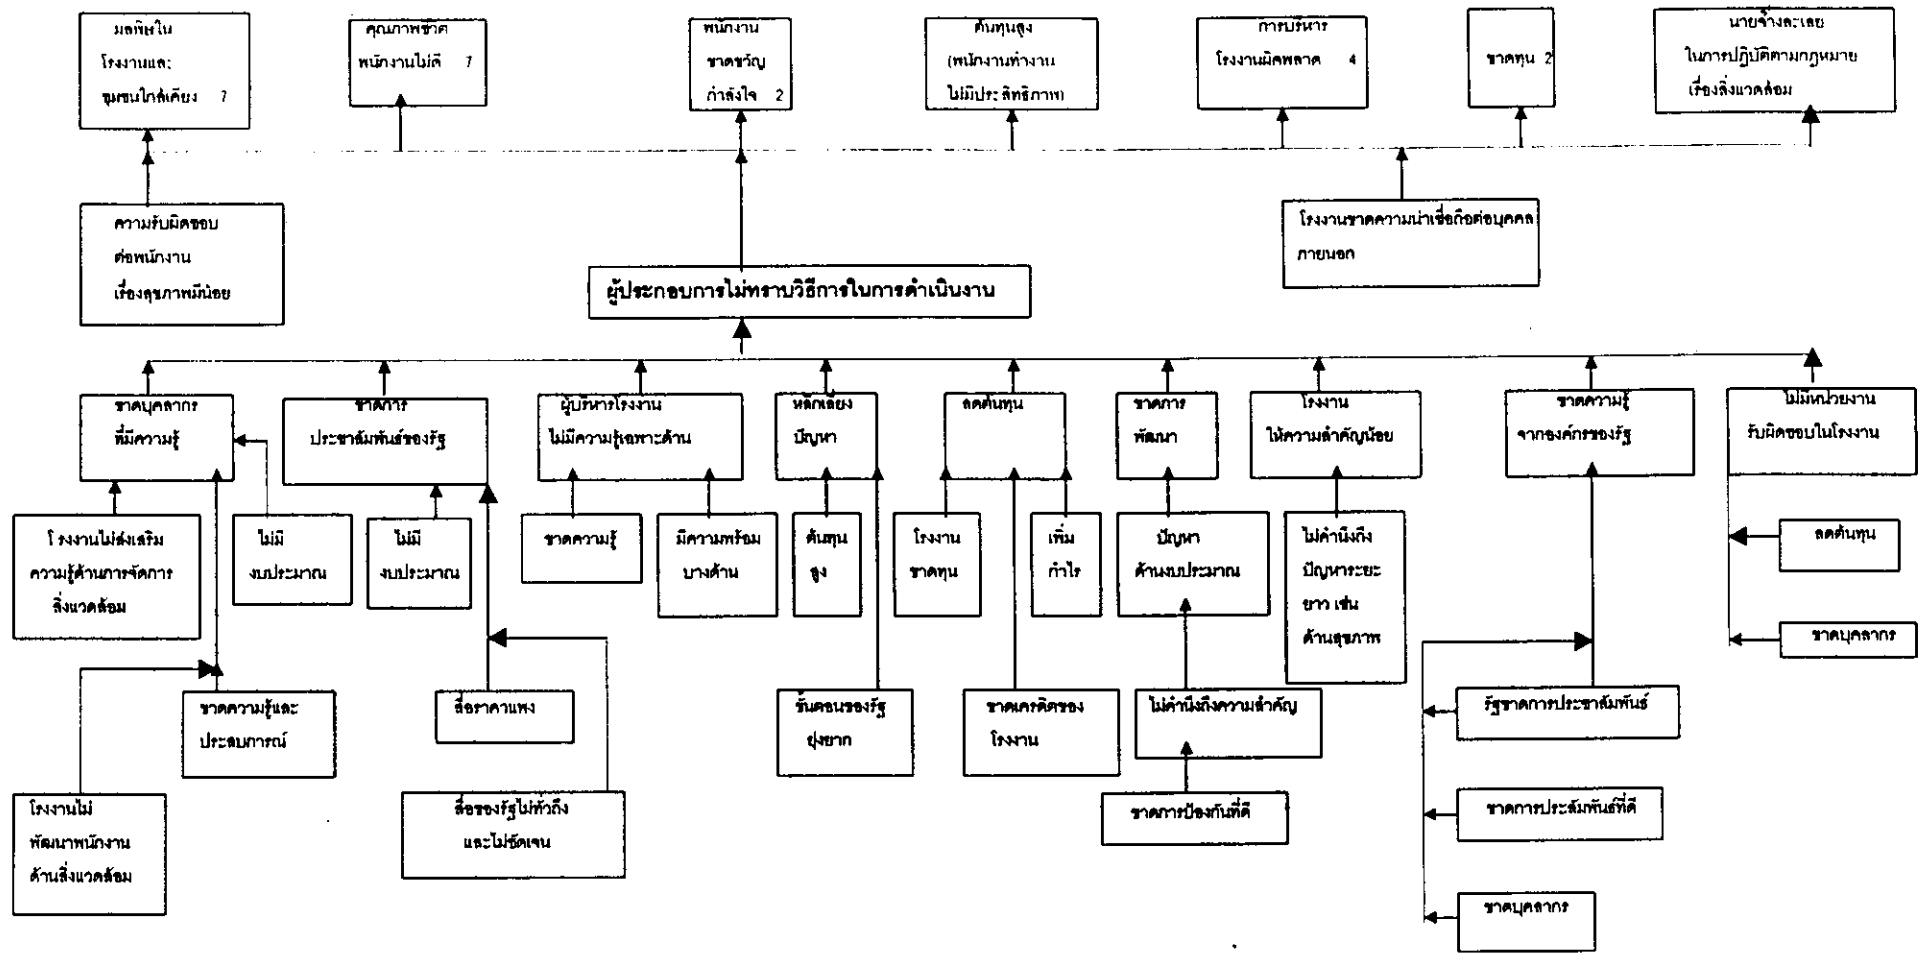 มลพิษใน
โรงงานและ
ชุมชนใกล้เคียง 7
คุณภาพชีวิต
พนักงานไม่ดี 7
พนักงาน
ขาดขวัญ
กำลังใจ 2
ต้นทุนสูง
(พนักงานทำงาน
ไม่มีประสิทธิภาพ)
การบริหาร
โรงงานผิดพลาด 4
ขาดทุน 2
นายจ้างละเลย
ในการปฏิบัติตามกฎหมาย
เรื่องสิ่งแวดล้อม
ความรับผิดชอบ
ต่อพนักงาน
เรื่องสุขภาพมีน้อย
โรงงานขาดความน่าเชื่อถือต่อบุคคล
ภายนอก
ผู้ประกอบการไม่ทราบวิธีการในการดำเนินงาน
ขาดบุคลากร
ที่มีความรู้
ขาดการ
ประชาสัมพันธ์ของรัฐ
ผู้บริหารโรงงาน
ไม่มีความรู้เฉพาะด้าน
หลีกเลี่ยง
ปัญหา
ลดต้นทุน
ขาดการ
พัฒนา
โรงงาน
ให้ความสำคัญน้อย
ขาดความรู้
จากองค์กรของรัฐ
ไม่มีหน่วยงาน
รับผิดชอบในโรงงาน
โรงงานไม่ส่งเสริม
ความรู้ด้านการจัดการ
สิ่งแวดล้อม
ไม่มี
งบประมาณ
ไม่มี
งบประมาณ
ขาดความรู้
มีความพร้อม
บางด้าน
ต้นทุน
สูง
โรงงาน
ขาดทุน
เพิ่ม
กำไร
ปัญหา
ด้านงบประมาณ
ไม่คำนึงถึง
ปัญหาระยะ
ยาว เช่น
ด้านสุขภาพ
ลดต้นทุน
ขาดบุคลากร
ขาดความรู้และ
ประสบการณ์
สื่อราคาแพง
ขั้นตอนของรัฐ
ยุ่งยาก
ขาดเครดิตของ
โรงงาน
ไม่คำนึงถึงความสำคัญ
รัฐขาดการประชาสัมพันธ์
โรงงานไม่
พัฒนาพนักงาน
ด้านสิ่งแวดล้อม
สื่อของรัฐไม่ทั่วถึง
และไม่ชัดเจน
ขาดการป้องกันที่ดี
ขาดการประสัมพันธ์ที่ดี
ขาดบุคลากร